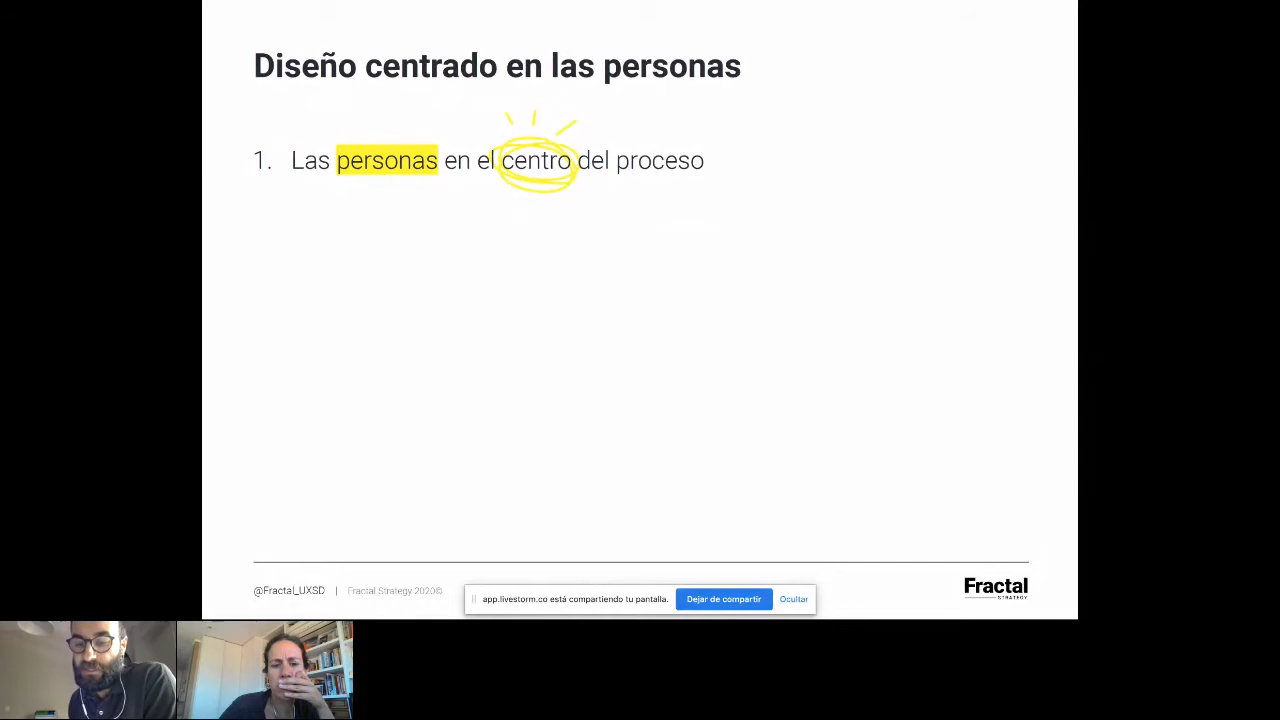 Diseño centrado en las personas
1. Las personas en el centro del proceso
@Fractal_UXSD | Fractal Strategy 2020©
app.livestorm.co está compartiendo tu pantalla. Dejar de compartir Ocultar
Fractal
STRATEGY